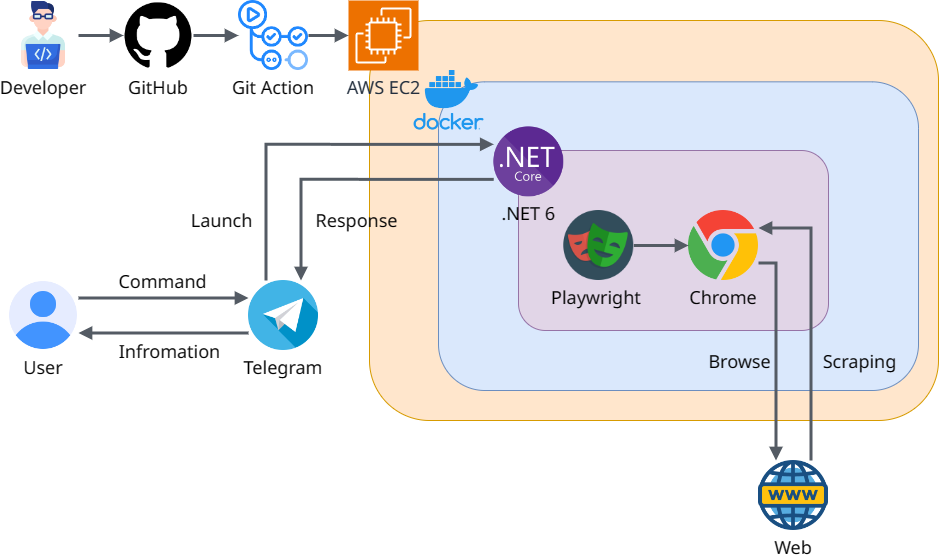 Developer
GitHub
Git Action
AWS EC2
docker
.NET
Core
.NET 6
Launch
Response
Playwright
Chrome
Command
Infromation
User
Telegram
Browse
Scraping
www
Web